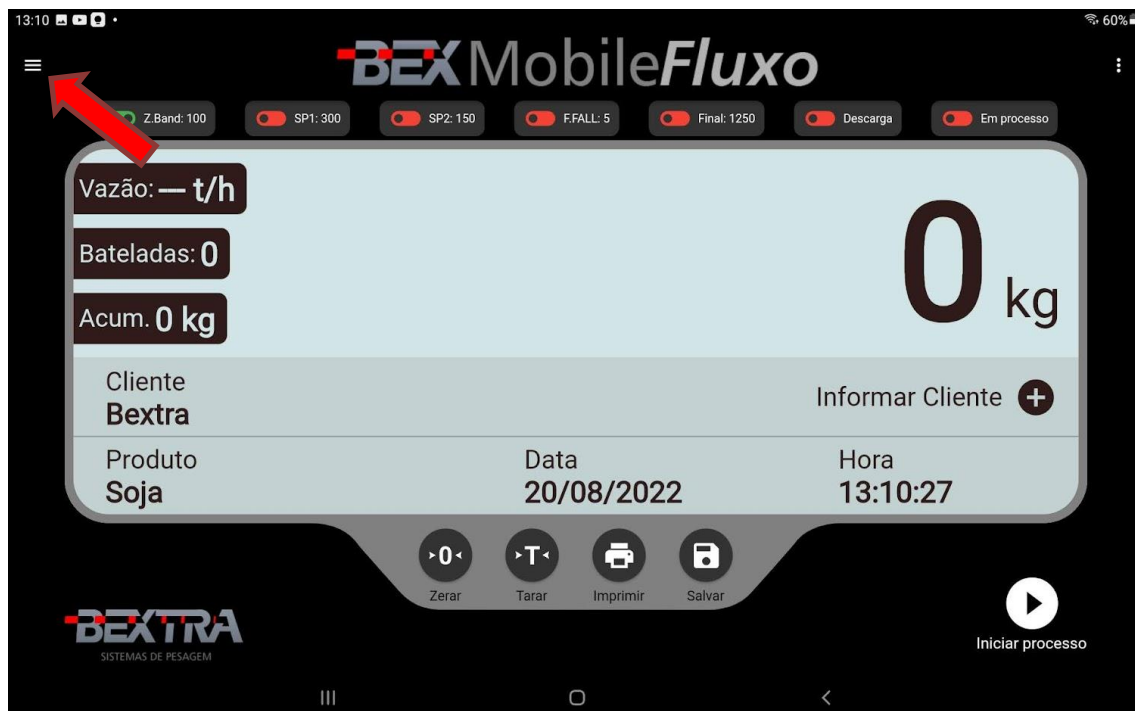 13:10
60%
BEX MobileFluxo
Z.Band: 100
SP1: 300
SP2: 150
F.FALL: 5
Final: 1250
Descarga
Em processo
Vazão: --- t/h
Bateladas: 0
Acum. 0 kg
0 kg
Cliente
Bextra
Informar Cliente
Produto
Soja
Data
20/08/2022
Hora
13:10:27
>0<
Zerar
>T<
Tarar
Imprimir
Salvar
BEXTRA
SISTEMAS DE PESAGEM
Iniciar processo